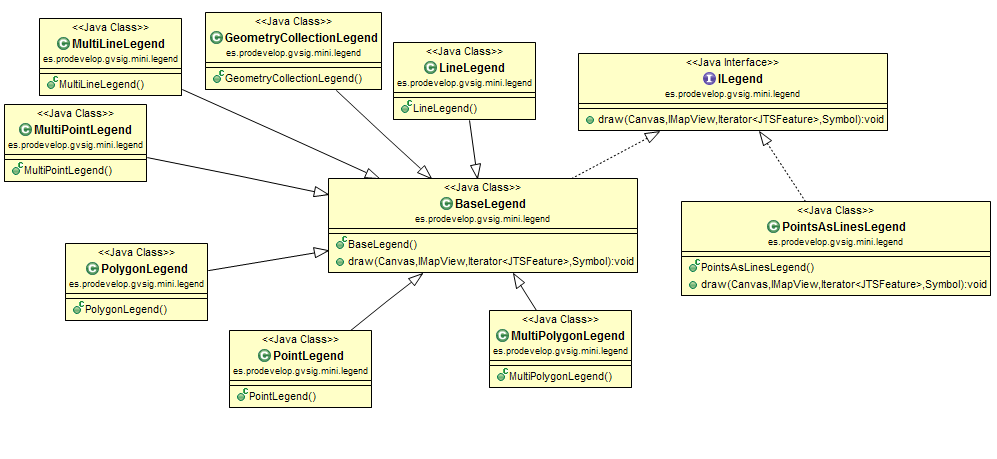 <<Java Class>>
MultiLineLegend
es.prodevelop.gvsig.mini.legend
MultiLineLegend()
<<Java Class>>
GeometryCollectionLegend
es.prodevelop.gvsig.mini.legend
GeometryCollectionLegend()
<<Java Class>>
LineLegend
es.prodevelop.gvsig.mini.legend
LineLegend()
<<Java Interface>>
ILegend
es.prodevelop.gvsig.mini.legend
draw(Canvas,IMapView,Iterator<JTSFeature>,Symbol):void
<<Java Class>>
MultiPointLegend
es.prodevelop.gvsig.mini.legend
MultiPointLegend()
<<Java Class>>
BaseLegend
es.prodevelop.gvsig.mini.legend
BaseLegend()
draw(Canvas,IMapView,Iterator<JTSFeature>,Symbol):void
<<Java Class>>
PointsAsLinesLegend
es.prodevelop.gvsig.mini.legend
PointsAsLinesLegend()
draw(Canvas,IMapView,Iterator<JTSFeature>,Symbol):void
<<Java Class>>
PolygonLegend
es.prodevelop.gvsig.mini.legend
PolygonLegend()
<<Java Class>>
PointLegend
es.prodevelop.gvsig.mini.legend
PointLegend()
<<Java Class>>
MultiPolygonLegend
es.prodevelop.gvsig.mini.legend
MultiPolygonLegend()